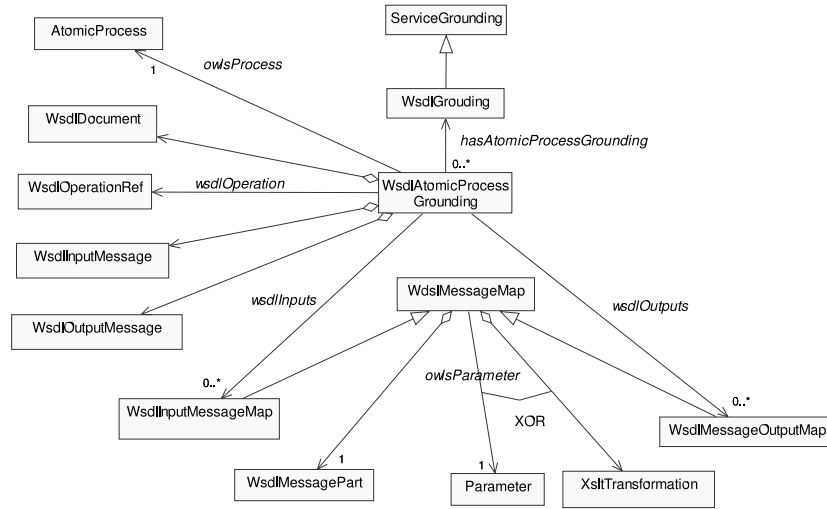 ServiceGrounding
AtomicProcess
1
owlsProcess
WsdlGrouding
WsdlDocument
hasAtomicProcessGrounding
0..*
WsdlOperationRef
wsdlOperation
WsdlAtomicProcess
Grounding
WsdlInputMessage
WdslMessageMap
wsdlInputs
wsdlOutputs
WsdlOutputMessage
owlsParameter
0..*
0..*
WsdlInputMessageMap
XOR
WsdlMessageOutputMap
1
1
WsdlMessagePart
Parameter
XsltTransformation